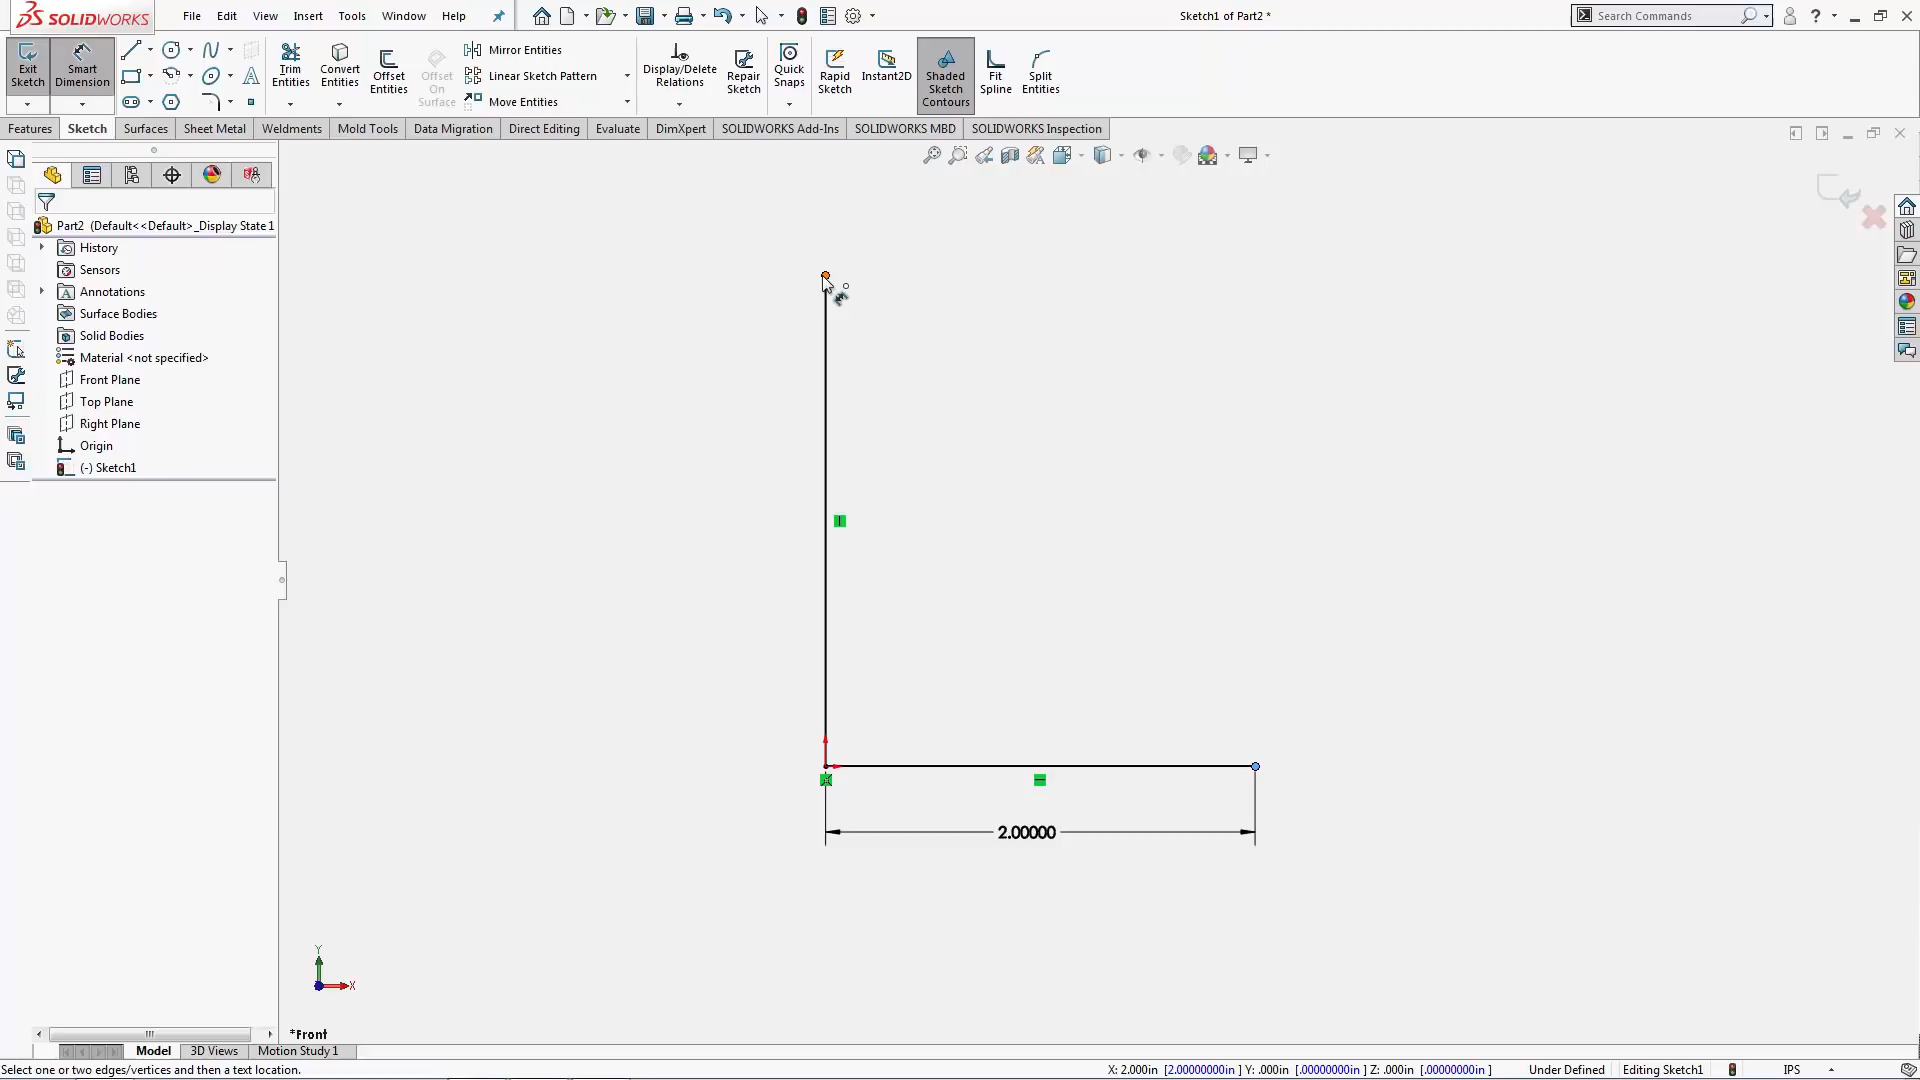 SOLIDWORKS File Edit View Insert Tools Window Help Sketch1 of Part2 * Search Commands ?
Exit Sketch
Smart Dimension
Trim Entities
Convert Entities
Offset Entities
Offset On Surface
Mirror Entities
Linear Sketch Pattern
Move Entities
Display/Delete Relations
Repair Sketch
Quick Snaps
Rapid Sketch
Instant2D
Shaded Sketch Contours
Fit Spline
Split Entities
Features Sketch Surfaces Sheet Metal Weldments Mold Tools Data Migration Direct Editing Evaluate DimXpert SOLIDWORKS Add-Ins SOLIDWORKS MBD SOLIDWORKS Inspection
Part2 (Default<<Default>_Display State 1
History
Sensors
Annotations
Surface Bodies
Solid Bodies
Material <not specified>
Front Plane
Top Plane
Right Plane
Origin
(-) Sketch1
2.00000
Y
X
*Front
Model 3D Views Motion Study 1
Select one or two edges/vertices and then a text location. X: 2.000in [2.00000000in ] Y: .000in [.00000000in ] Z: .000in [.00000000in ] Under Defined Editing Sketch1 IPS